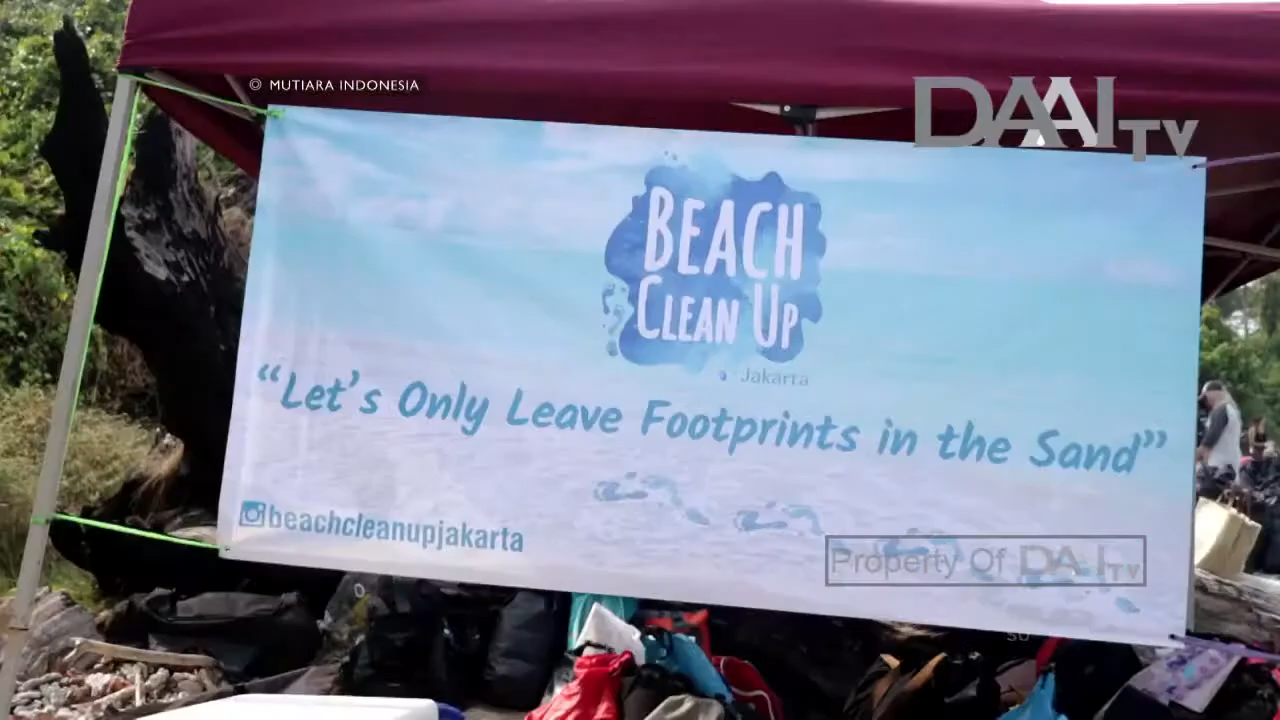 © MUTIARA INDONESIA
DAAI TV
BEACH
CLEAN UP
Jakarta
“Let's Only Leave Footprints in the Sand”
beachcleanupjakarta
Property Of DAAI TV